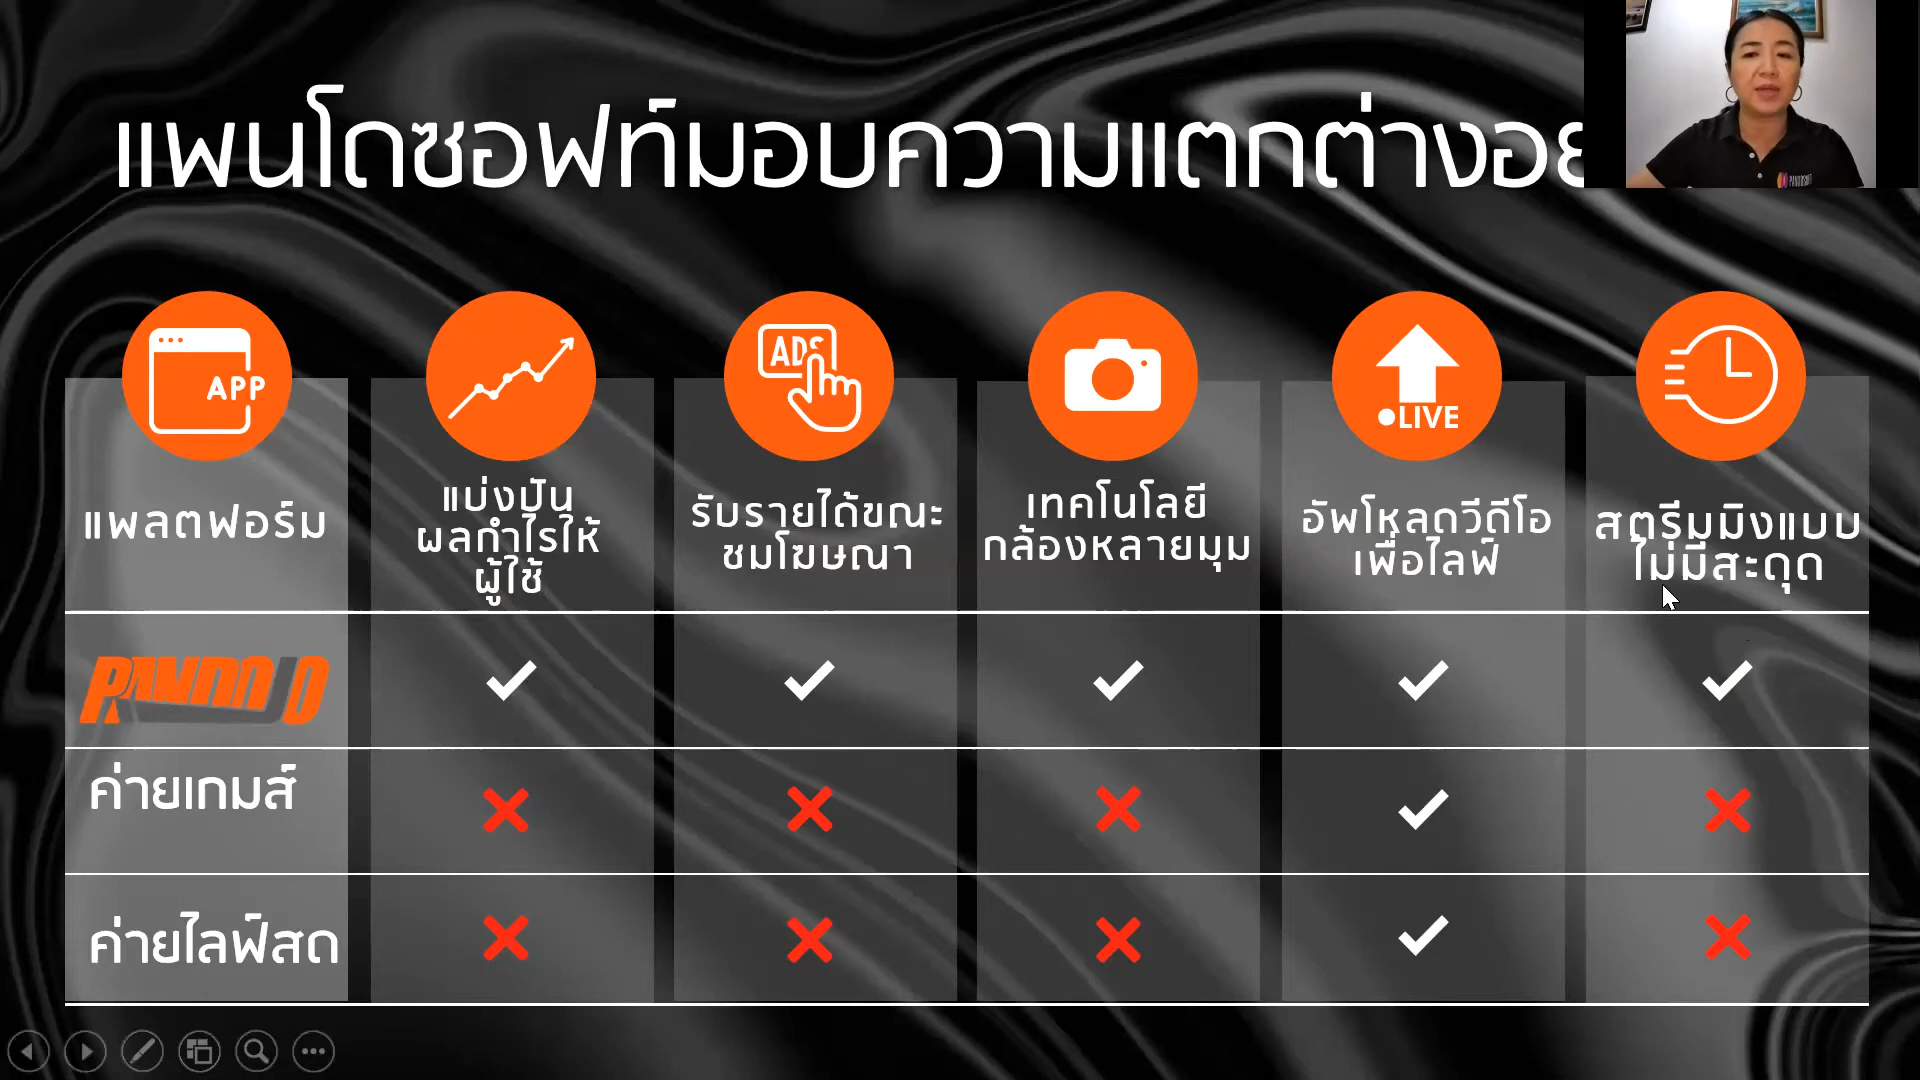 แพนโดซอฟท์มอบความแตกต่างอย
APP
ADS
LIVE
แพลตฟอร์ม
แบ่งปัน
ผลกำไรให้
ผู้ใช้
รับรายได้ขณะ
ชมโฆษณา
เทคโนโลยี
กล้องหลายมุม
อัพโหลดวีดีโอ
เพื่อไลฟ์
สตรีมมิงแบบ
ไม่มีสะดุด
ค่ายเกมส์
ค่ายไลฟ์สด